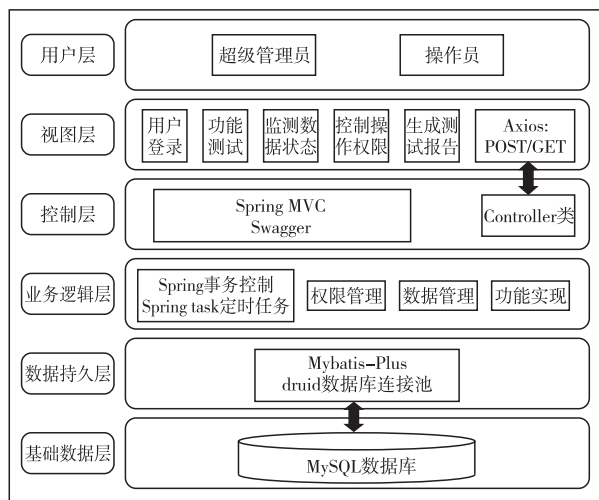 用户层
超级管理员
操作员
视图层
用户
登录
功能
测试
监测数
据状态
控制操
作权限
生成测
试报告
Axios:
POST/GET
控制层
Spring MVC
Swagger
Controller类
业务逻辑层
Spring事务控制
Spring task定时任务
权限管理
数据管理
功能实现
数据持久层
Mybatis-Plus
druid数据库连接池
基础数据层
MySQL数据库